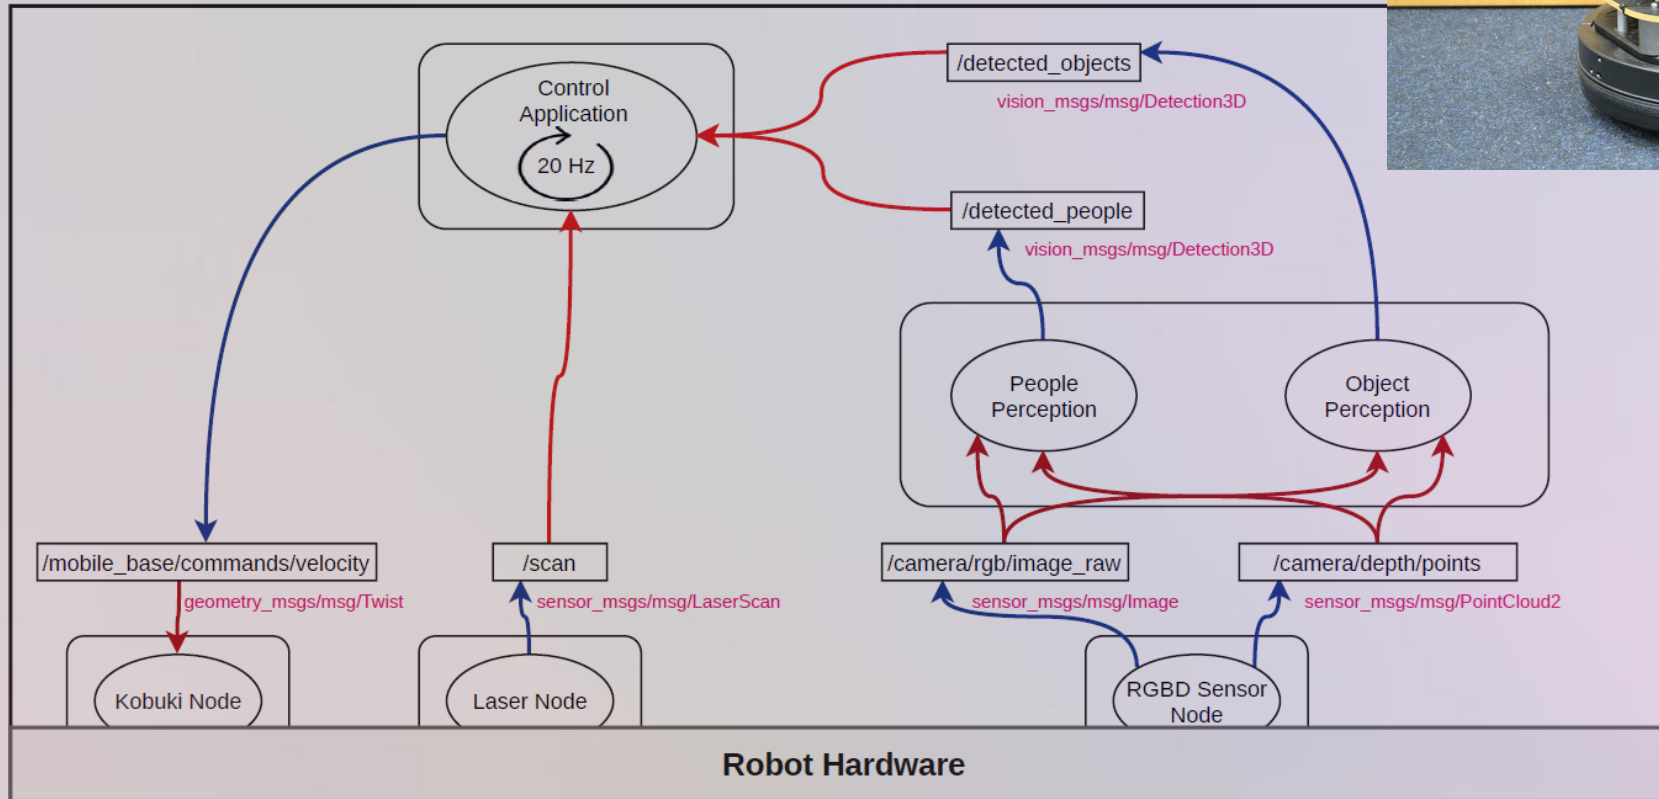 /detected_objects
vision_msgs/msg/Detection3D
Control
Application
20 Hz
/detected_people
vision_msgs/msg/Detection3D
People
Perception
Object
Perception
/mobile_base/commands/velocity
geometry_msgs/msg/Twist
/scan
sensor_msgs/msg/LaserScan
/camera/rgb/image_raw
sensor_msgs/msg/Image
/camera/depth/points
sensor_msgs/msg/PointCloud2
Kobuki Node
Laser Node
RGBD Sensor
Node
Robot Hardware